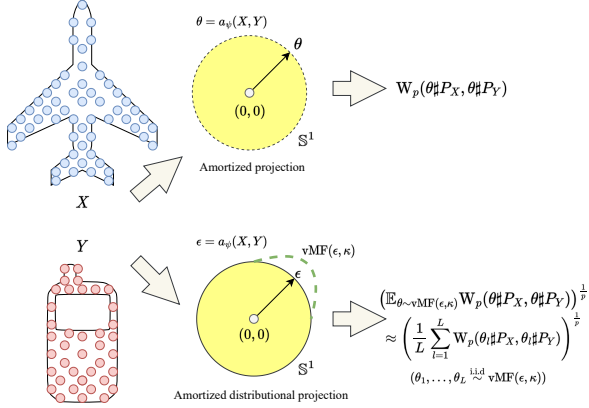 θ = a_ψ(X, Y)
θ
(0, 0)
𝕊¹
Amortized projection
W_p(θ♯P_X, θ♯P_Y)
X
Y
ϵ = a_ψ(X, Y)
vMF(ϵ, κ)
ϵ
(0, 0)
𝕊¹
Amortized distributional projection
(𝔼_{θ∼vMF(ϵ,κ)} W_p(θ♯P_X, θ♯P_Y))^{1/p}
≈ (1/L ∑_{l=1}^{L} W_p(θ_l♯P_X, θ_l♯P_Y))^{1/p}
(θ_1, . . . , θ_L i.i.d ∼ vMF(ϵ, κ))